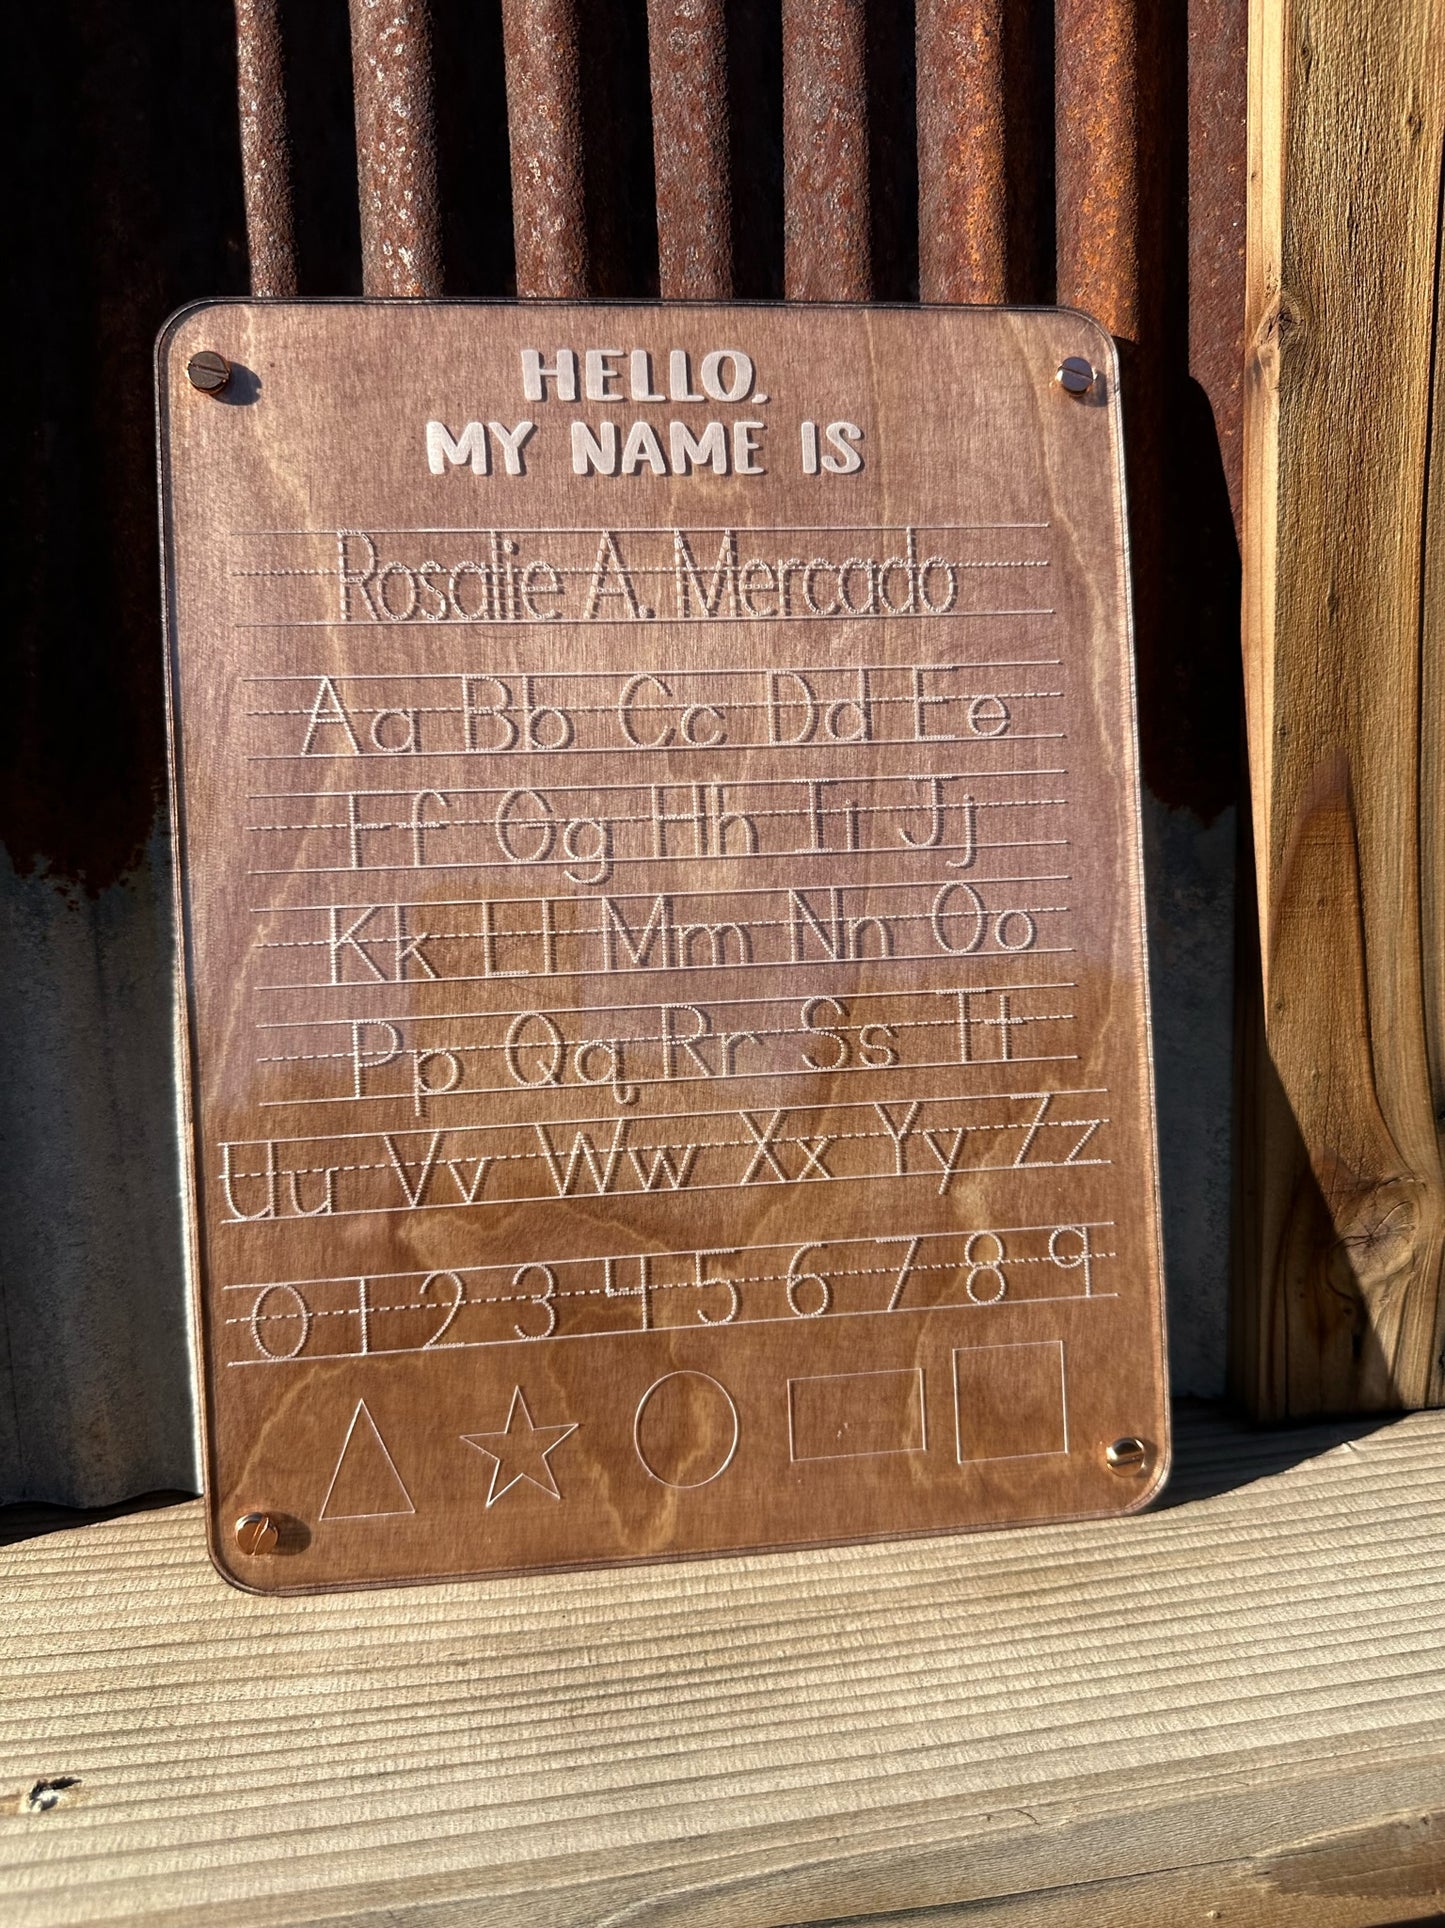 HELLO,
MY NAME IS
Rosalie A. Mercado
Aa Bb Cc Dd Ee
Ff Gg Hh Ii Jj
Kk Ll Mm Nn Oo
Pp Qq Rr Ss Tt
Uu Vv Ww Xx Yy Zz
0 1 2 3 4 5 6 7 8 9